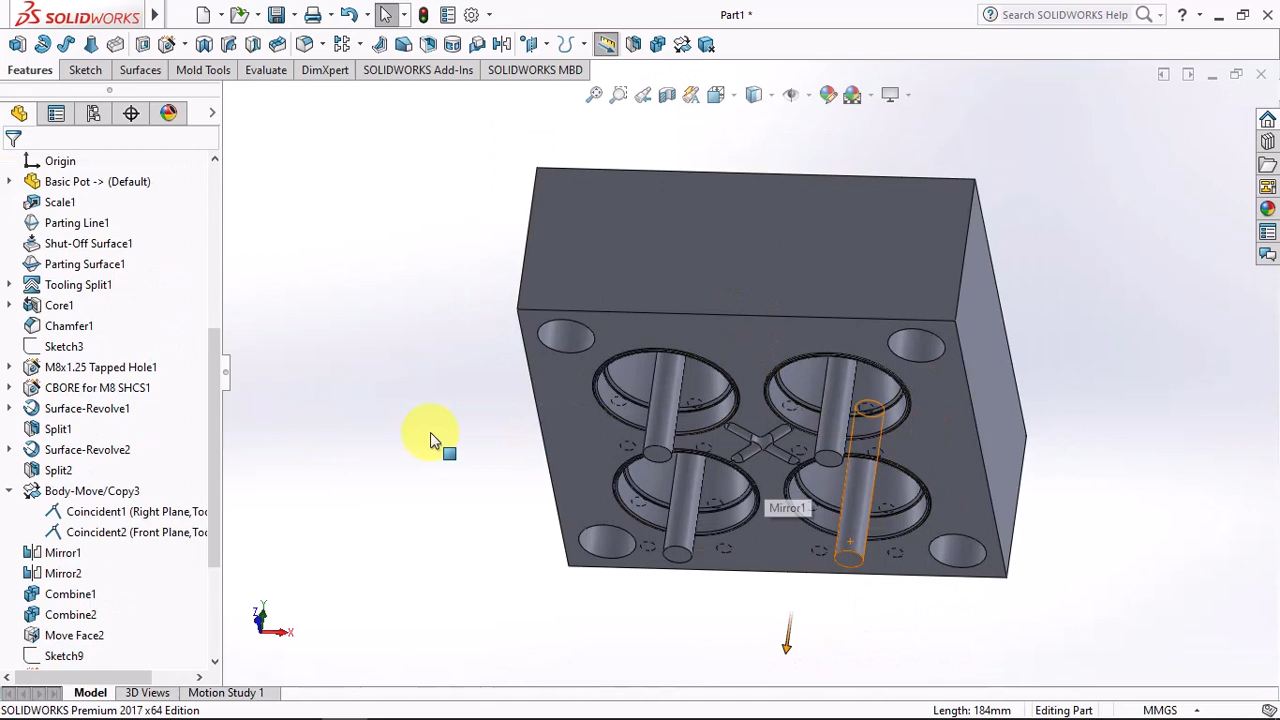 SOLIDWORKS
Part1 *
Search SOLIDWORKS Help
Features
Sketch
Surfaces
Mold Tools
Evaluate
DimXpert
SOLIDWORKS Add-Ins
SOLIDWORKS MBD
Origin
Basic Pot -> (Default)
Scale1
Parting Line1
Shut-Off Surface1
Parting Surface1
Tooling Split1
Core1
Chamfer1
Sketch3
M8x1.25 Tapped Hole1
CBORE for M8 SHCS1
Surface-Revolve1
Split1
Surface-Revolve2
Split2
Body-Move/Copy3
Coincident1 (Right Plane,Too
Coincident2 (Front Plane,To
Mirror1
Mirror2
Combine1
Combine2
Move Face2
Sketch9
Mirror1
Y
Z
X
Model
3D Views
Motion Study 1
SOLIDWORKS Premium 2017 x64 Edition
Length: 184mm
Editing Part
MMGS